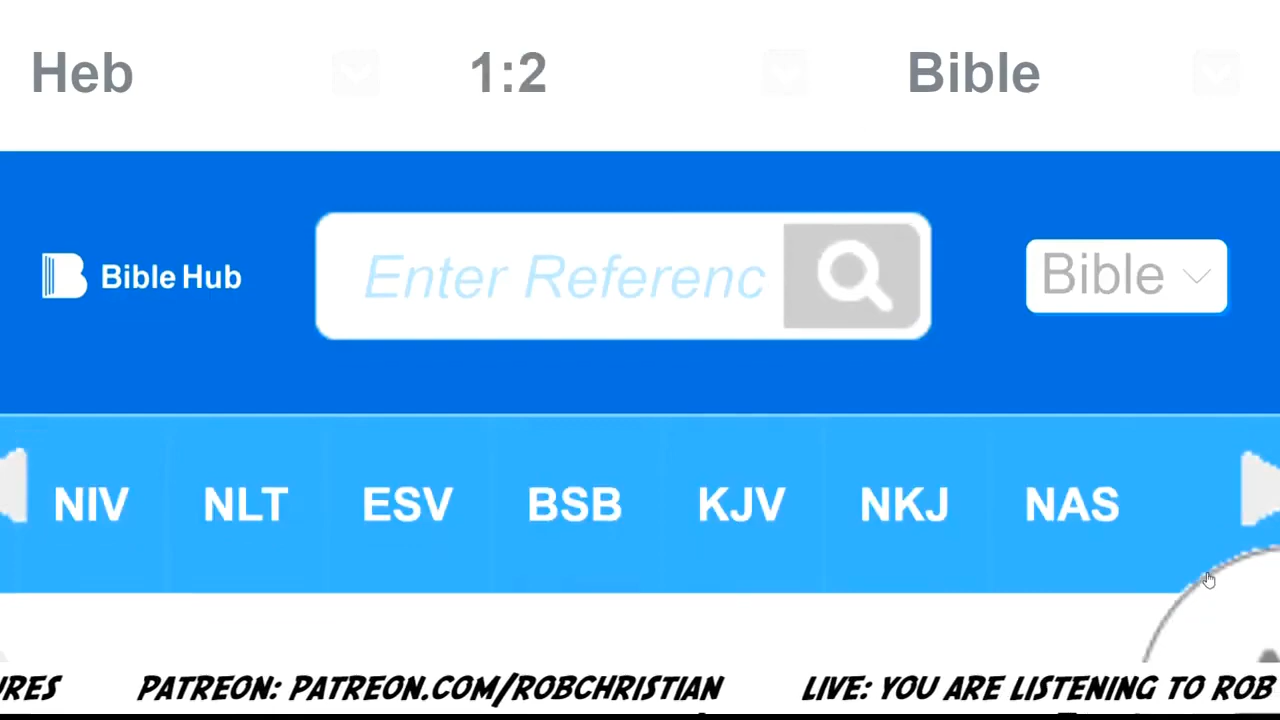 Heb 1:2 Bible
Bible Hub Enter Referenc Bible
NIV NLT ESV BSB KJV NKJ NAS
URES PATREON: PATREON.COM/ROBCHRISTIAN LIVE: YOU ARE LISTENING TO ROB